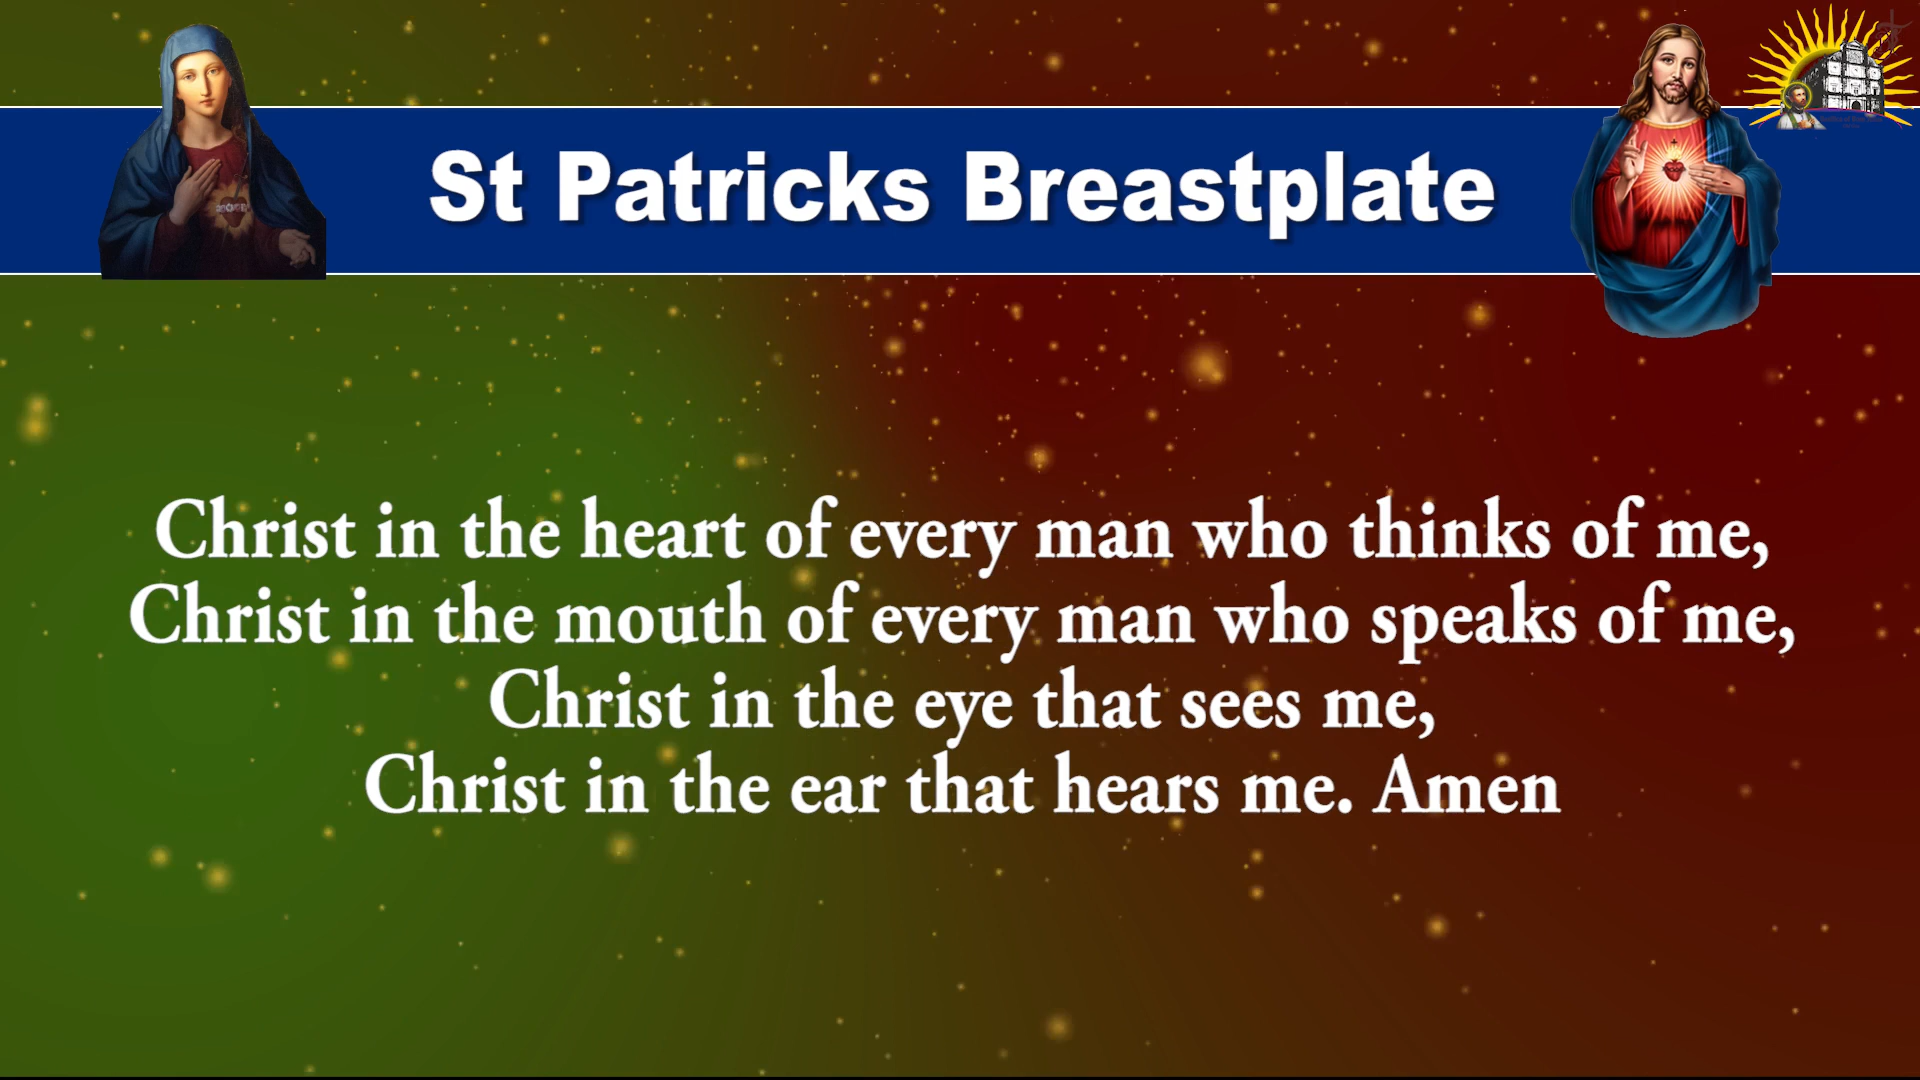 St Patricks Breastplate
Christ in the heart of every man who thinks of me,
Christ in the mouth of every man who speaks of me,
Christ in the eye that sees me,
Christ in the ear that hears me. Amen